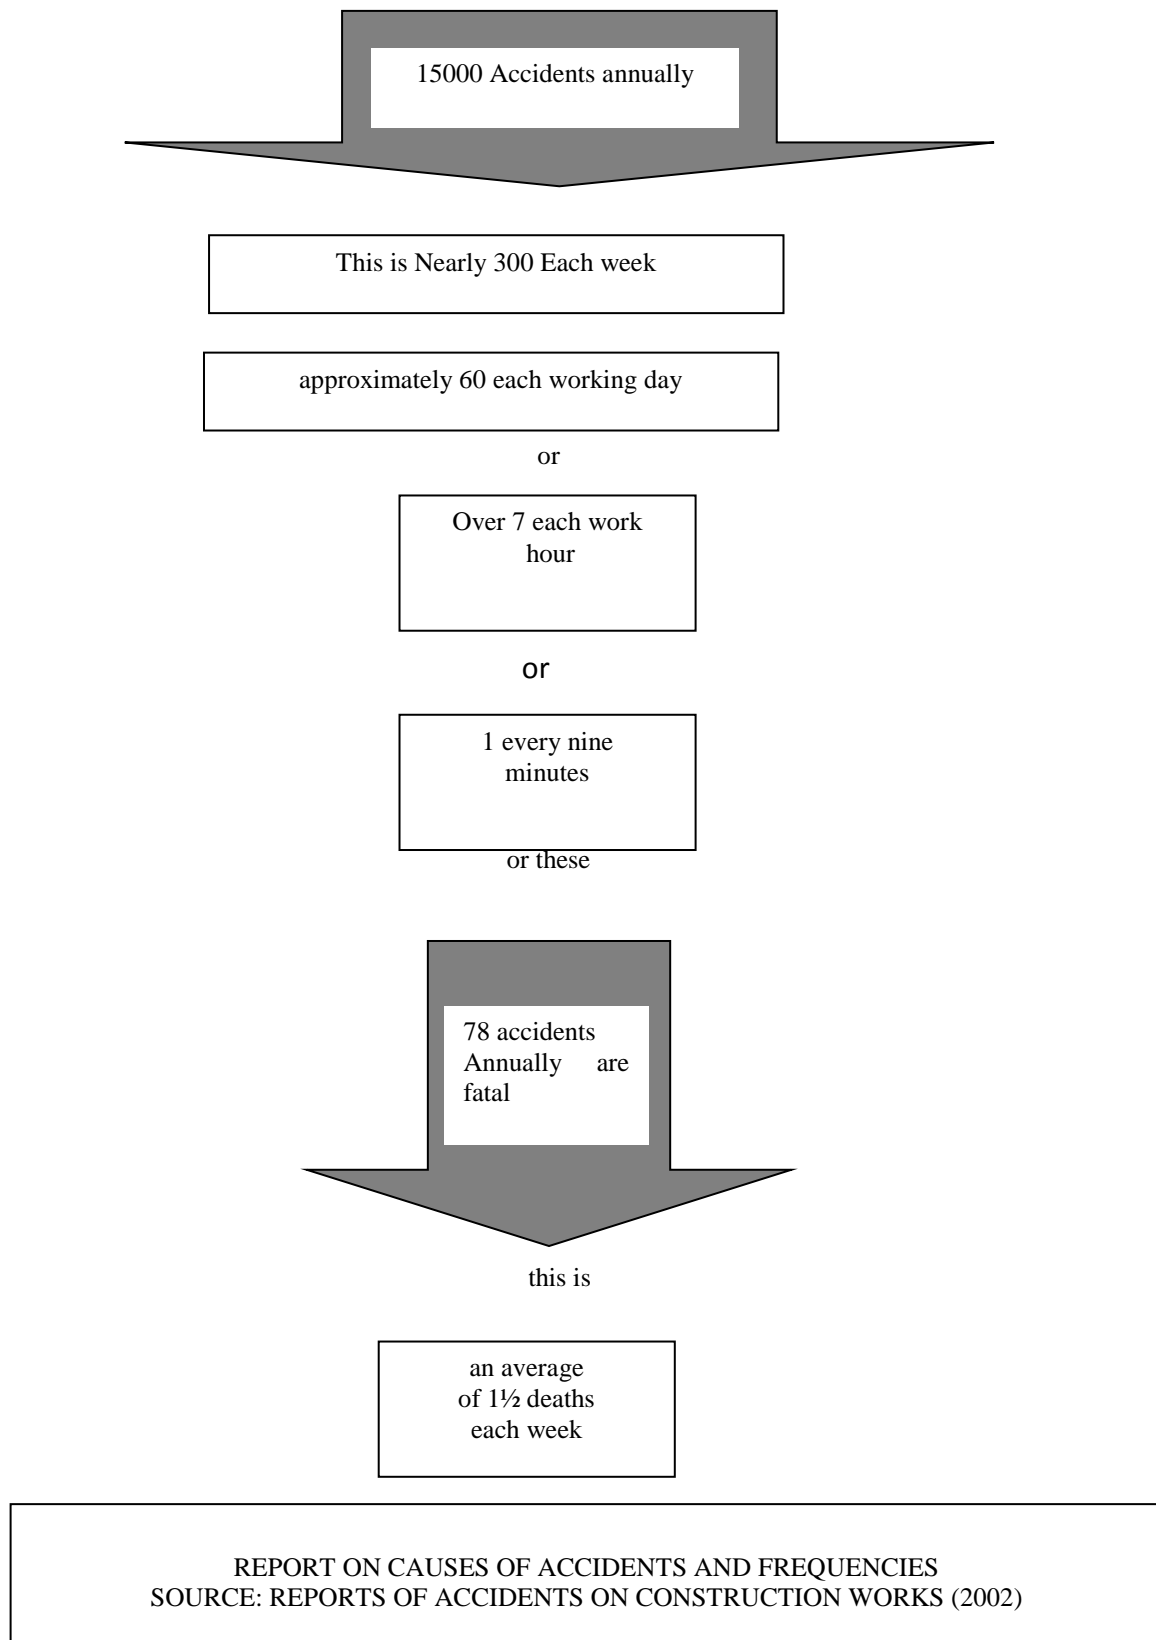 15000 Accidents annually
This is Nearly 300 Each week
approximately 60 each working day
or
Over 7 each work
hour
or
1 every nine
minutes
or these
78 accidents
Annually are
fatal
this is
an average
of 1½ deaths
each week
REPORT ON CAUSES OF ACCIDENTS AND FREQUENCIES
SOURCE: REPORTS OF ACCIDENTS ON CONSTRUCTION WORKS (2002)